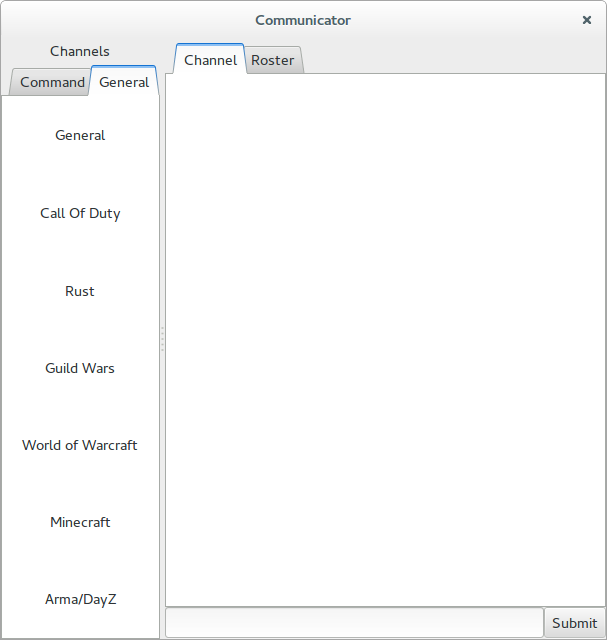 Communicator
Channels
Command General
General
Call Of Duty
Rust
Guild Wars
World of Warcraft
Minecraft
Arma/DayZ
Channel Roster
Submit